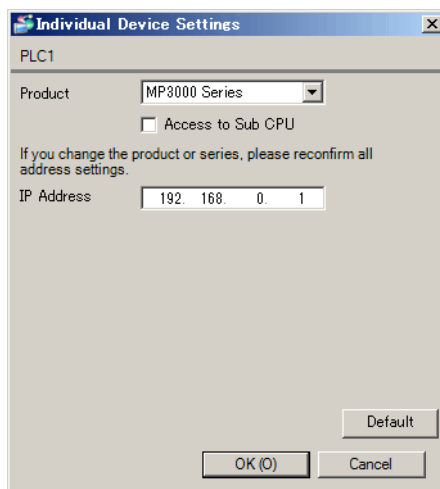 Individual Device Settings
PLC1
Product MP3000 Series
Access to Sub CPU
If you change the product or series, please reconfirm all
address settings.
IP Address 192. 168. 0. 1
Default
OK (O) Cancel